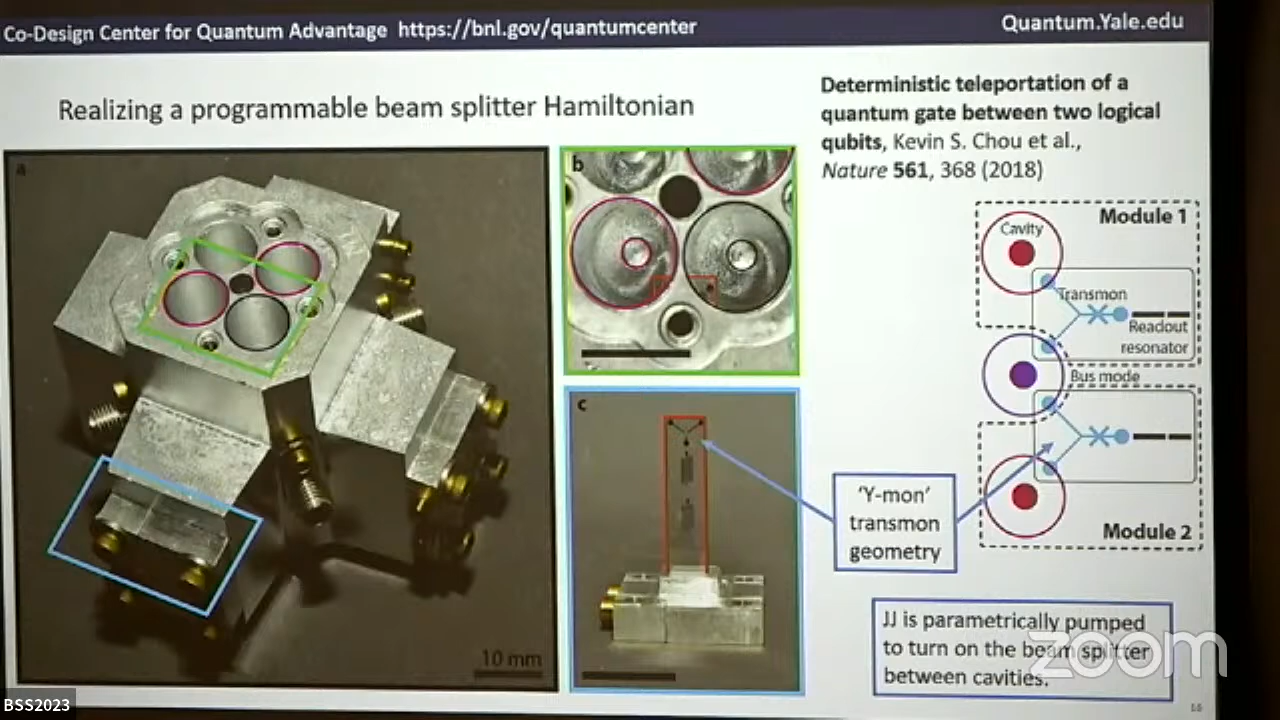 Co-Design Center for Quantum Advantage https://bnl.gov/quantumcenter
Quantum.Yale.edu
Realizing a programmable beam splitter Hamiltonian
Deterministic teleportation of a
quantum gate between two logical
qubits, Kevin S. Chou et al.,
Nature 561, 368 (2018)
a
10 mm
b
c
Module 1
Cavity
Transmon
Readout
resonator
Bus mode
Module 2
'Y-mon'
transmon
geometry
JJ is parametrically pumped
to turn on the beam splitter
between cavities.
zoom
BSS2023